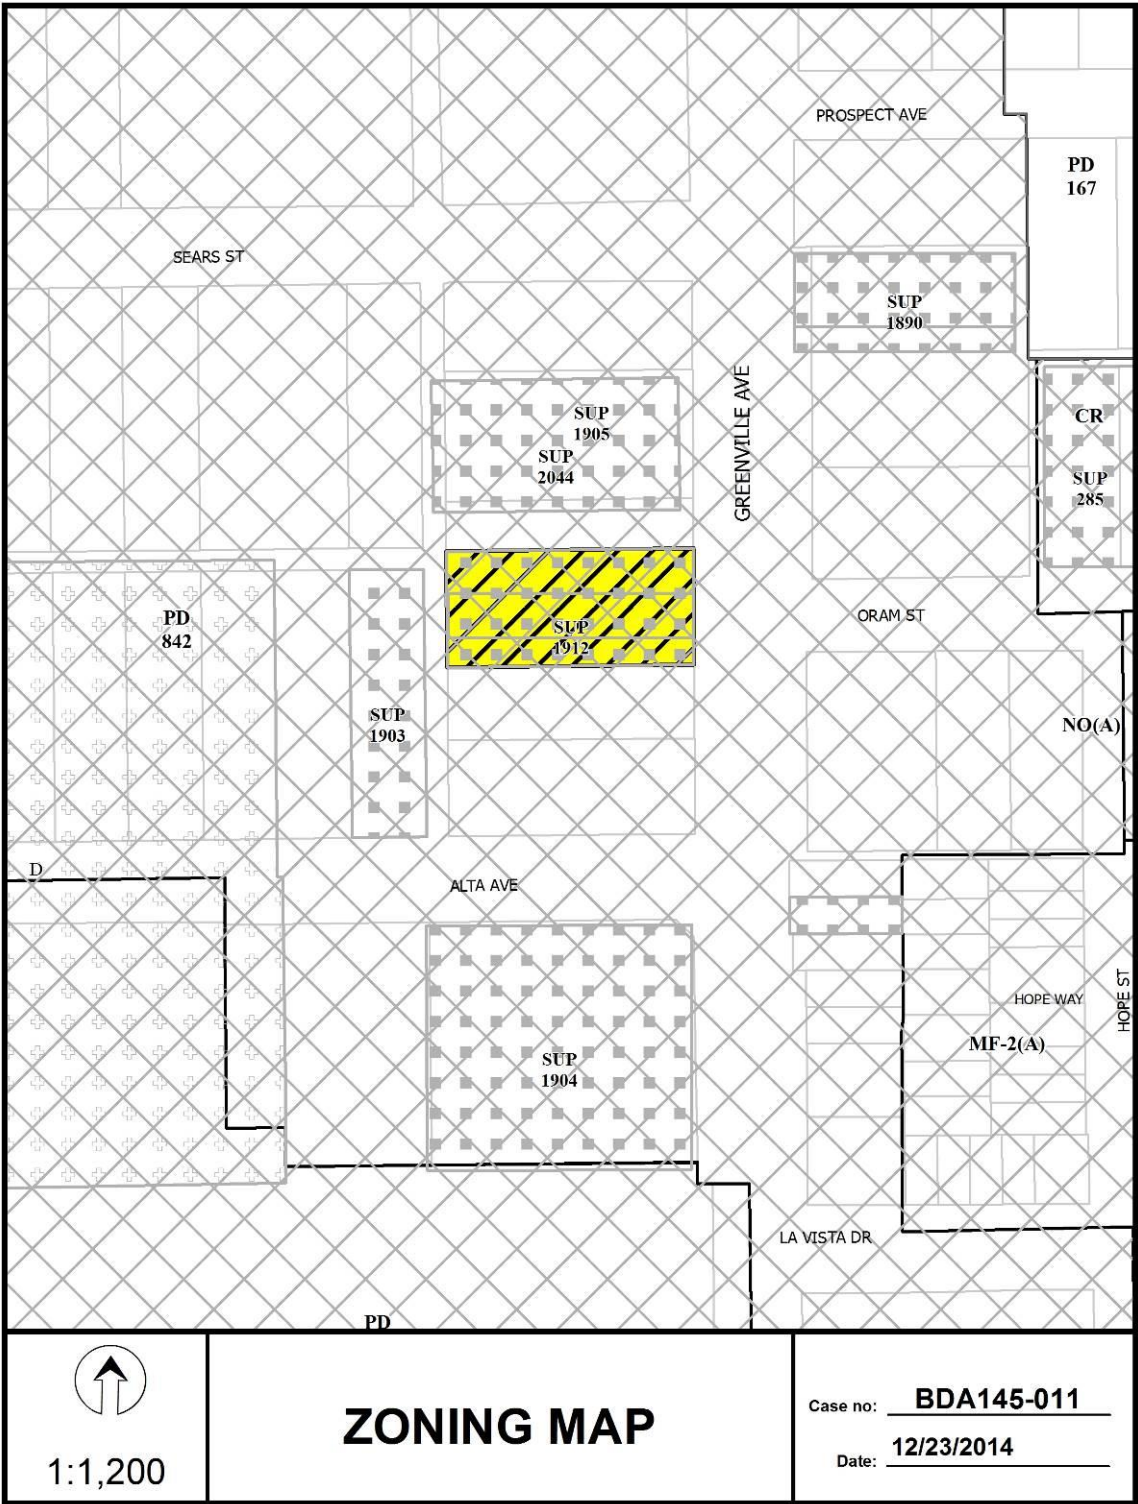 PROSPECT AVE
PD
167
SEARS ST
SUP
1890
GREENVILLE AVE
SUP
1905
SUP
2044
CR
SUP
285
PD
842
SUP
1912
ORAM ST
SUP
1903
NO(A)
D
ALTA AVE
HOPE WAY
HOPE ST
MF-2(A)
SUP
1904
LA VISTA DR
PD
1:1,200
ZONING MAP
Case no: BDA145-011
Date: 12/23/2014